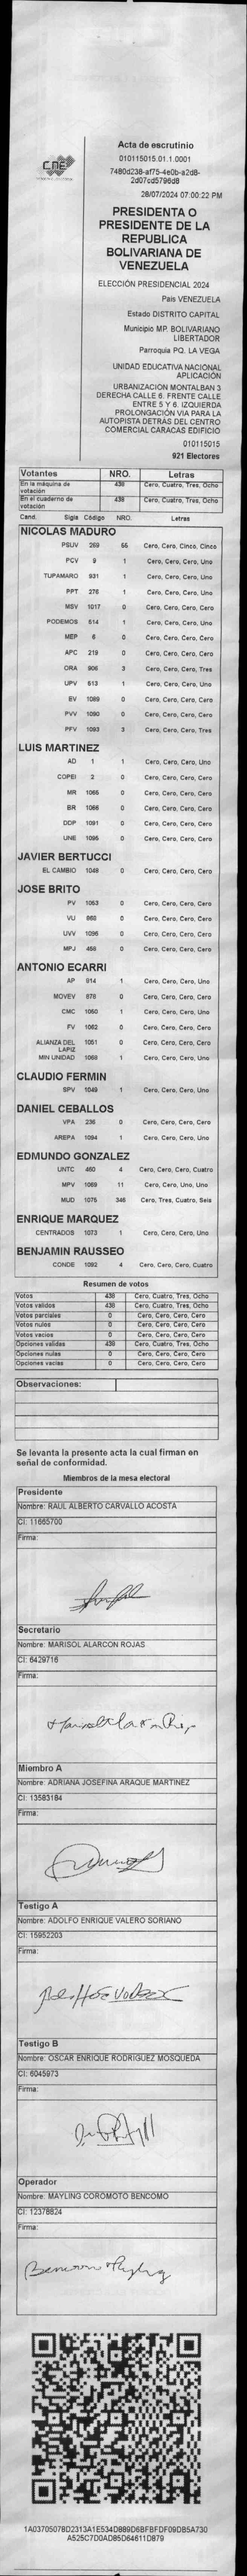 CNE
Acta de escrutinio
010115015.01.1.0001
7480d238-af75-4e0b-a2d8-
2d07cd5796d8
28/07/2024 07:00:22 PM
PRESIDENTA O
PRESIDENTE DE LA
REPUBLICA
BOLIVARIANA DE
VENEZUELA
ELECCIÓN PRESIDENCIAL 2024
Pais VENEZUELA
Estado DISTRITO CAPITAL
Municipio MP. BOLIVARIANO
LIBERTADOR
Parroquia PQ. LA VEGA
UNIDAD EDUCATIVA NACIONAL
APLICACIÓN
URBANIZACION MONTALBAN 3
DERECHA CALLE 6. FRENTE CALLE
ENTRE 5 Y 6. IZQUIERDA
PROLONGACIÓN VIA PARA LA
AUTOPISTA DETRÁS DEL CENTRO
COMERCIAL CARACAS EDIFICIO
010115015
921 Electores
Votantes NRO. Letras
En la máquina de votación 438 Cero, Cuatro, Tres, Ocho
En el cuaderno de votación 438 Cero, Cuatro, Tres, Ocho
Cand. Sigla Código NRO. Letras
NICOLAS MADURO
PSUV 269 55 Cero, Cero, Cinco, Cinco
PCV 9 1 Cero, Cero, Cero, Uno
TUPAMARO 931 1 Cero, Cero, Cero, Uno
PPT 276 1 Cero, Cero, Cero, Uno
MSV 1017 0 Cero, Cero, Cero, Cero
PODEMOS 614 1 Cero, Cero, Cero, Uno
MEP 6 0 Cero, Cero, Cero, Cero
APC 219 0 Cero, Cero, Cero, Cero
ORA 906 3 Cero, Cero, Cero, Tres
UPV 613 1 Cero, Cero, Cero, Uno
EV 1089 0 Cero, Cero, Cero, Cero
PVV 1090 0 Cero, Cero, Cero, Cero
PFV 1093 3 Cero, Cero, Cero, Tres
LUIS MARTINEZ
AD 1 1 Cero, Cero, Cero, Uno
COPEI 2 0 Cero, Cero, Cero, Cero
MR 1065 0 Cero, Cero, Cero, Cero
BR 1066 0 Cero, Cero, Cero, Cero
DDP 1091 0 Cero, Cero, Cero, Cero
UNE 1095 0 Cero, Cero, Cero, Cero
JAVIER BERTUCCI
EL CAMBIO 1048 0 Cero, Cero, Cero, Cero
JOSE BRITO
PV 1053 0 Cero, Cero, Cero, Cero
VU 868 0 Cero, Cero, Cero, Cero
UVV 1096 0 Cero, Cero, Cero, Cero
MPJ 455 0 Cero, Cero, Cero, Cero
ANTONIO ECARRI
AP 914 1 Cero, Cero, Cero, Uno
MOVEV 878 0 Cero, Cero, Cero, Cero
CMC 1060 1 Cero, Cero, Cero, Uno
FV 1062 0 Cero, Cero, Cero, Cero
ALIANZA DEL LAPIZ 1051 0 Cero, Cero, Cero, Cero
MIN UNIDAD 1068 1 Cero, Cero, Cero, Uno
CLAUDIO FERMIN
SPV 1049 1 Cero, Cero, Cero, Uno
DANIEL CEBALLOS
VPA 236 0 Cero, Cero, Cero, Cero
AREPA 1094 1 Cero, Cero, Cero, Uno
EDMUNDO GONZALEZ
UNTC 460 4 Cero, Cero, Cero, Cuatro
MPV 1069 11 Cero, Cero, Uno, Uno
MUD 1075 346 Cero, Tres, Cuatro, Seis
ENRIQUE MARQUEZ
CENTRADOS 1073 1 Cero, Cero, Cero, Uno
BENJAMIN RAUSSEO
CONDE 1092 4 Cero, Cero, Cero, Cuatro
Resumen de votos
Votos 438 Cero, Cuatro, Tres, Ocho
Votos validos 438 Cero, Cuatro, Tres, Ocho
Votos parciales 0 Cero, Cero, Cero, Cero
Votos nulos 0 Cero, Cero, Cero, Cero
Votos vacios 0 Cero, Cero, Cero, Cero
Opciones validas 438 Cero, Cuatro, Tres, Ocho
Opciones nulas 0 Cero, Cero, Cero, Cero
Opciones vacias 0 Cero, Cero, Cero, Cero
Observaciones:
Se levanta la presente acta la cual firman en
señal de conformidad.
Miembros de la mesa electoral
Presidente
Nombre: RAUL ALBERTO CARVALLO ACOSTA
CI: 11665700
Firma:
Secretario
Nombre: MARISOL ALARCON ROJAS
CI: 6429716
Firma:
Miembro A
Nombre: ADRIANA JOSEFINA ARAQUE MARTINEZ
CI: 13583184
Firma:
Testigo A
Nombre: ADOLFO ENRIQUE VALERO SORIANO
CI: 15952203
Firma:
Testigo B
Nombre: OSCAR ENRIQUE RODRIGUEZ MOSQUEDA
CI: 6045973
Firma:
Operador
Nombre: MAYLING COROMOTO BENCOMO
CI: 12378824
Firma:
1A03705078D2313A1E534D889D6BFBFDF09DB5A730
A525C7D0AD85D64611D879